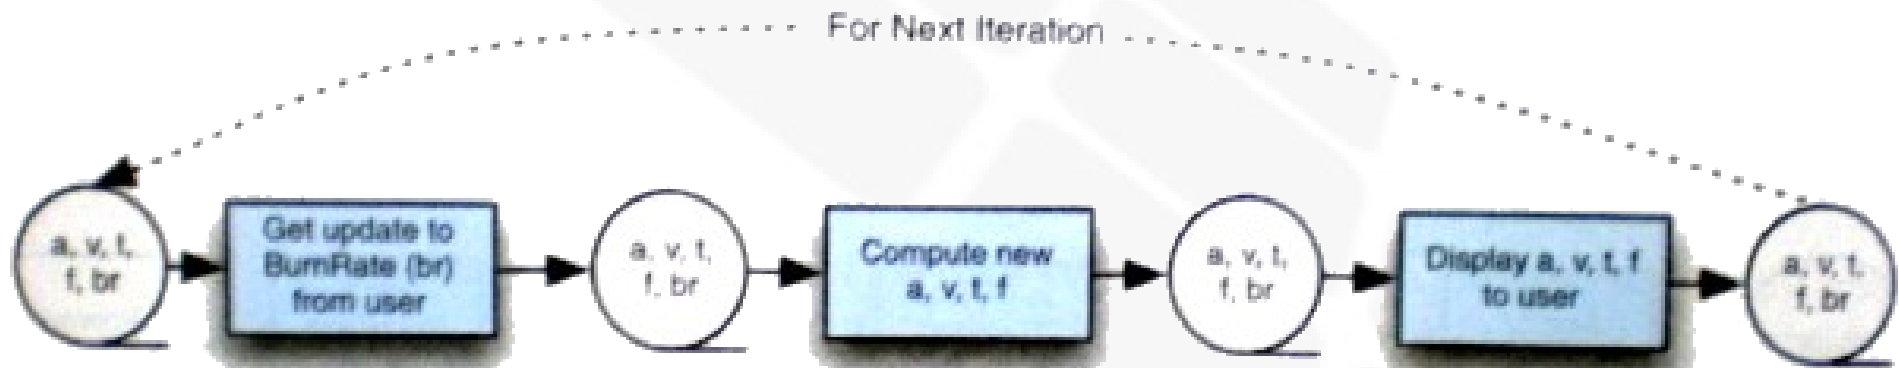 For Next Iteration
a, v, t,
f, br
Get update to
BurnRate (br)
from user
a, v, t,
f, br
Compute new
a, v, t, f
a, v, t,
f, br
Display a, v, t, f
to user
a, v, t,
f, br